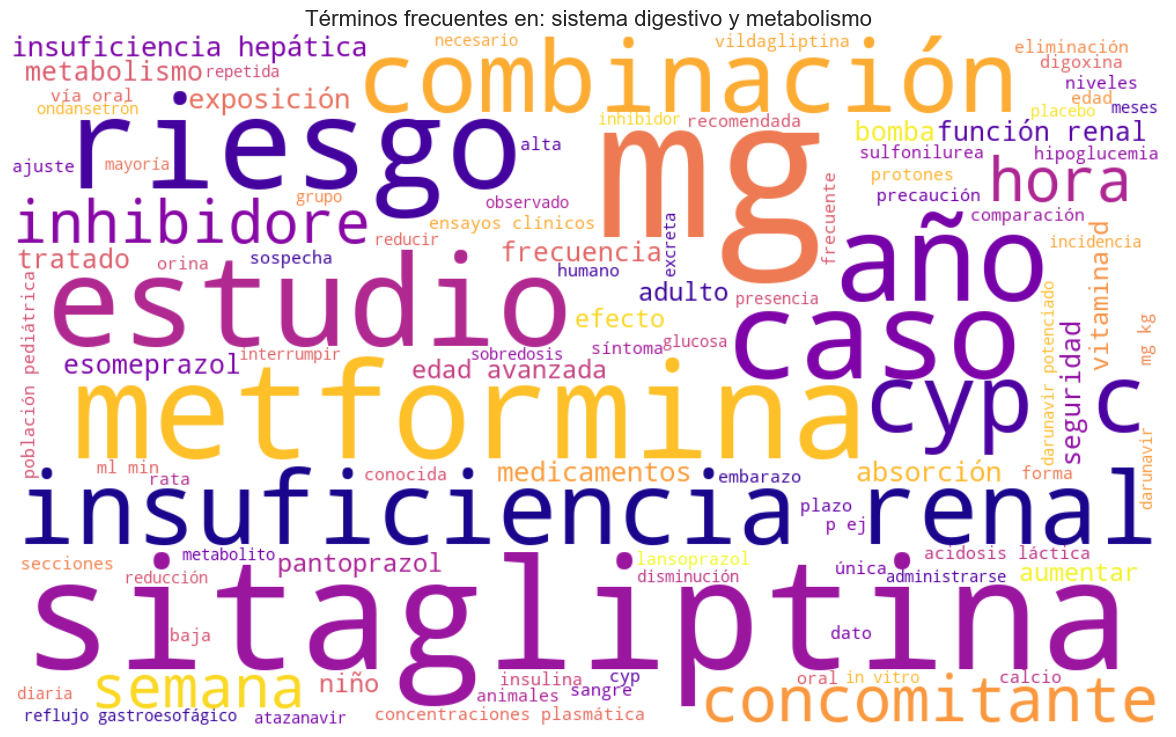 Términos frecuentes en: sistema digestivo y metabolismo
insuficiencia hepática
necesario
vildagliptina
eliminación
metabolismo
repetida
combinación
digoxina
vía oral
exposición
niveles
ondansetrón
edad
placebo
meses
riesgo
mg
inhibidor
recomendada
bomba
función renal
ajuste
mayoría
alta
sulfonilurea
hipoglucemia
protones
hora
grupo
observado
precaución
inhibidore
ensayos clínicos
frecuente
año
comparación
reducir
excreta
incidencia
vitamina d
tratado
orina
sospecha
frecuencia
humano
adulto
presencia
estudio
efecto
caso
población pediátrica
darunavir potenciado
mg kg
seguridad
esomeprazol
interrumpir
sobredosis
síntoma
glucosa
edad avanzada
metformina
cyp c
darunavir
ml min
rata
conocida
medicamentos
embarazo
absorción
forma
insuficiencia renal
plazo
p ej
secciones
metabolito
pantoprazol
lansoprazol
acidosis láctica
reducción
disminución
única
administrarse
aumentar
sitagliptina
baja
dato
diaria
semana
niño
insulina
cyp
oral
in vitro
calcio
animales
sangre
reflujo gastroesofágico
atazanavir
concentraciones plasmática
concomitante